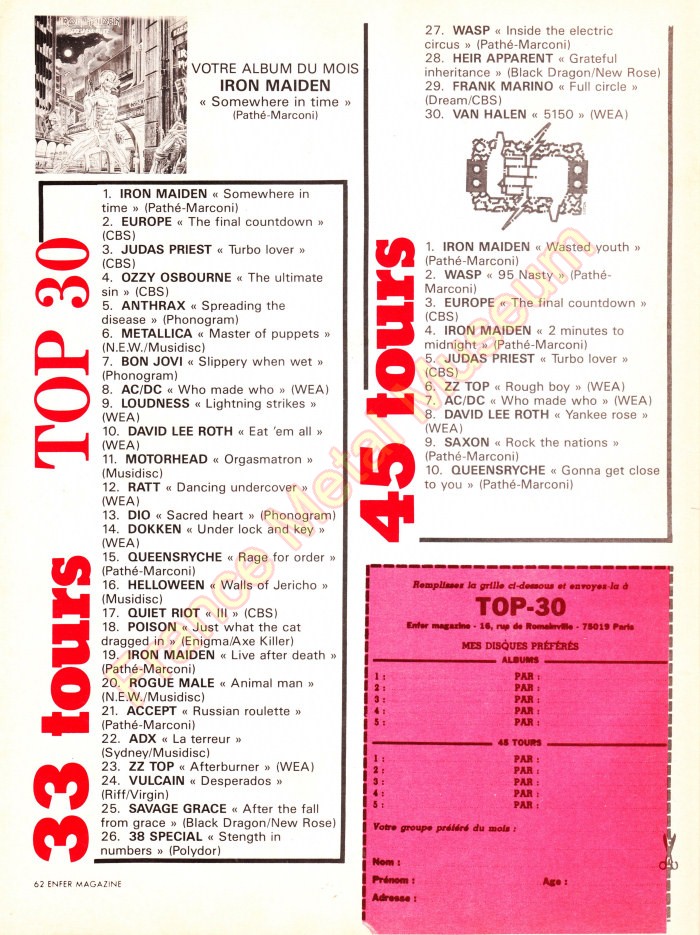 VOTRE ALBUM DU MOIS
IRON MAIDEN
« Somewhere in time »
(Pathé-Marconi)
TOP 30
33 tours
1. IRON MAIDEN « Somewhere in
time » (Pathé-Marconi)
2. EUROPE « The final countdown »
(CBS)
3. JUDAS PRIEST « Turbo lover »
(CBS)
4. OZZY OSBOURNE « The ultimate
sin » (CBS)
5. ANTHRAX « Spreading the
disease » (Phonogram)
6. METALLICA « Master of puppets »
(N.E.W./Musidisc)
7. BON JOVI « Slippery when wet »
(Phonogram)
8. AC/DC « Who made who » (WEA)
9. LOUDNESS « Lightning strikes »
(WEA)
10. DAVID LEE ROTH « Eat 'em all »
(WEA)
11. MOTORHEAD « Orgasmatron »
(Musidisc)
12. RATT « Dancing undercover »
(WEA)
13. DIO « Sacred heart » (Phonogram)
14. DOKKEN « Under lock and key »
(WEA)
15. QUEENSRYCHE « Rage for order »
(Pathé-Marconi)
16. HELLOWEEN « Walls of Jericho »
(Musidisc)
17. QUIET RIOT « III » (CBS)
18. POISON « Just what the cat
dragged in » (Enigma/Axe Killer)
19. IRON MAIDEN « Live after death »
(Pathé-Marconi)
20. ROGUE MALE « Animal man »
(N.E.W./Musidisc)
21. ACCEPT « Russian roulette »
(Pathé-Marconi)
22. ADX « La terreur »
(Sydney/Musidisc)
23. ZZ TOP « Afterburner » (WEA)
24. VULCAIN « Desperados »
(Riff/Virgin)
25. SAVAGE GRACE « After the fall
from grace » (Black Dragon/New Rose)
26. 38 SPECIAL « Stength in
numbers » (Polydor)
27. WASP « Inside the electric
circus » (Pathé-Marconi)
28. HEIR APPARENT « Grateful
inheritance » (Black Dragon/New Rose)
29. FRANK MARINO « Full circle »
(Dream/CBS)
30. VAN HALEN « 5150 » (WEA)
45 tours
1. IRON MAIDEN « Wasted youth »
(Pathé-Marconi)
2. WASP « 95 Nasty » (Pathé-
Marconi)
3. EUROPE « The final countdown »
(CBS)
4. IRON MAIDEN « 2 minutes to
midnight » (Pathé-Marconi)
5. JUDAS PRIEST « Turbo lover »
(CBS)
6. ZZ TOP « Rough boy » (WEA)
7. AC/DC « Who made who » (WEA)
8. DAVID LEE ROTH « Yankee rose »
(WEA)
9. SAXON « Rock the nations »
(Pathé-Marconi)
10. QUEENSRYCHE « Gonna get close
to you » (Pathé-Marconi)
Remplissez la grille ci-dessous et envoyez-la à
TOP-30
Enfer magazine - 16, rue de Romainville - 75019 Paris
MES DISQUES PRÉFÉRÉS
ALBUMS
1 : PAR :
2 : PAR :
3 : PAR :
4 : PAR :
5 : PAR :
45 TOURS
1 : PAR :
2 : PAR :
3 : PAR :
4 : PAR :
5 : PAR :
Votre groupe préféré du mois :
Nom :
Prénom : Age :
Adresse :
62 ENFER MAGAZINE
France Metal Museum